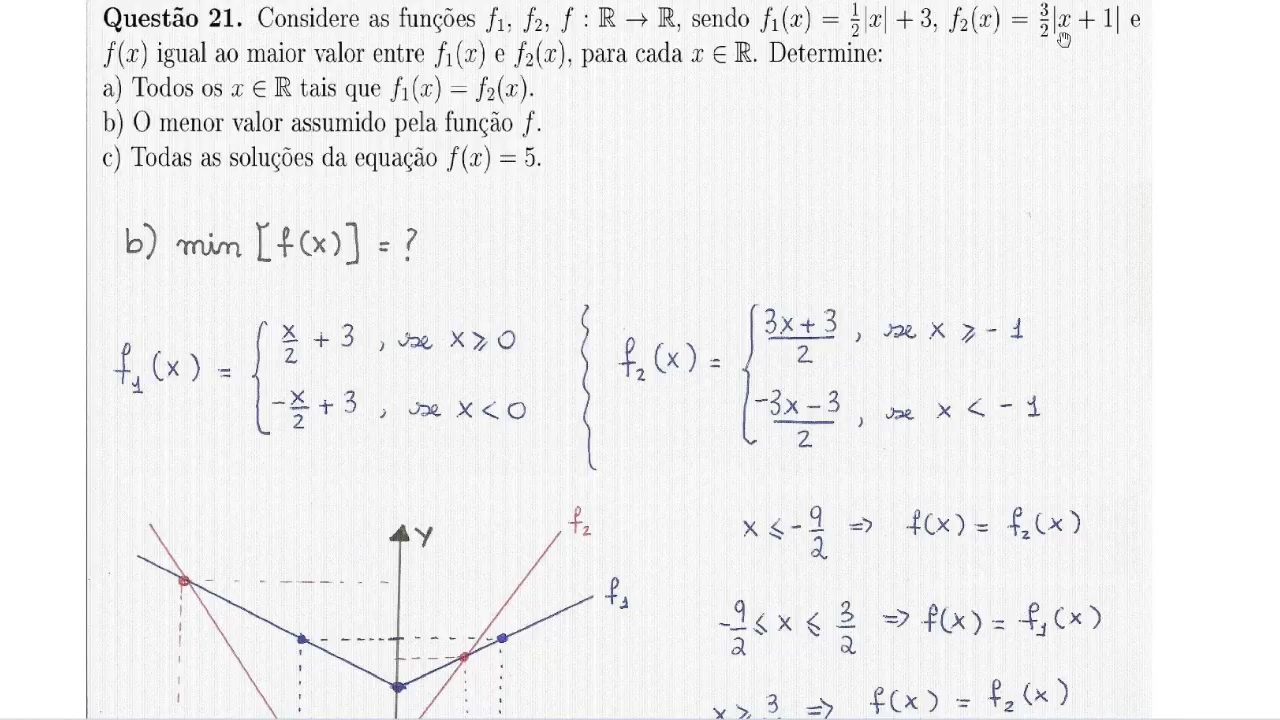 Questão 21. Considere as funções f₁, f₂, f : ℝ → ℝ, sendo f₁(x) = 1/2|x| + 3, f₂(x) = 3/2|x + 1| e
f(x) igual ao maior valor entre f₁(x) e f₂(x), para cada x ∈ ℝ. Determine:
a) Todos os x ∈ ℝ tais que f₁(x) = f₂(x).
b) O menor valor assumido pela função f.
c) Todas as soluções da equação f(x) = 5.
b) min [f(x)] = ?
f₁(x) = { x/2 + 3 , se x ⩾ 0
-x/2 + 3 , se x < 0
f₂(x) = { (3x + 3)/2 , se x ⩾ -1
(-3x - 3)/2 , se x < -1
x ⩽ -9/2 ⇒ f(x) = f₂(x)
-9/2 ⩽ x ⩽ 3/2 ⇒ f(x) = f₁(x)
x ⩾ 3 ⇒ f(x) = f₂(x)
y
f₂
f₁